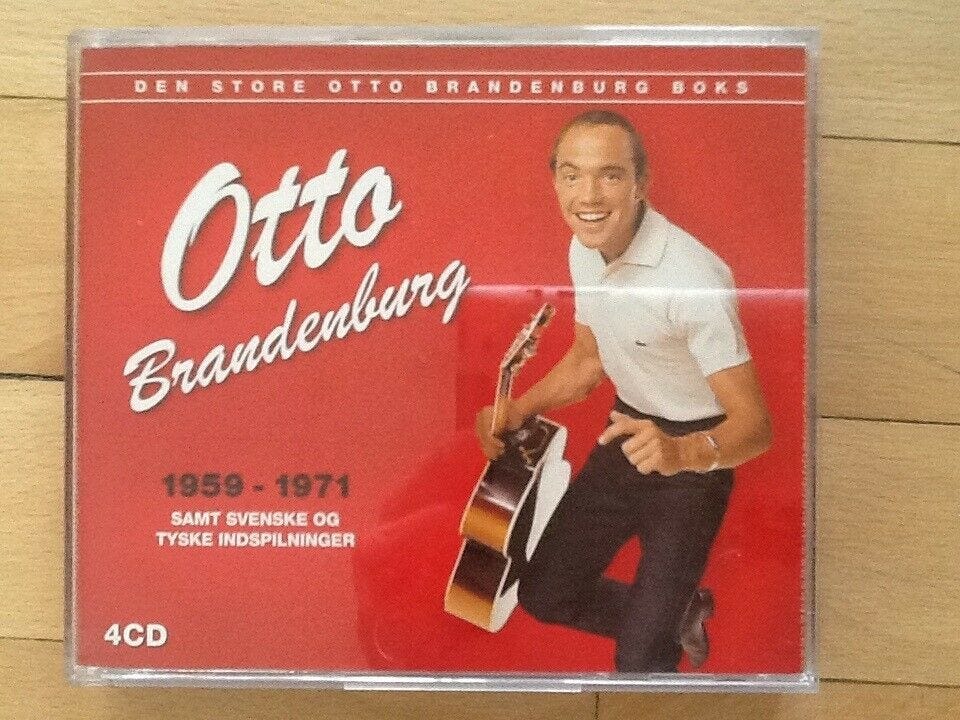 DEN STORE OTTO BRANDENBURG BOKS
Otto
Brandenburg
1959 - 1971
SAMT SVENSKE OG
TYSKE INDSPILNINGER
4CD